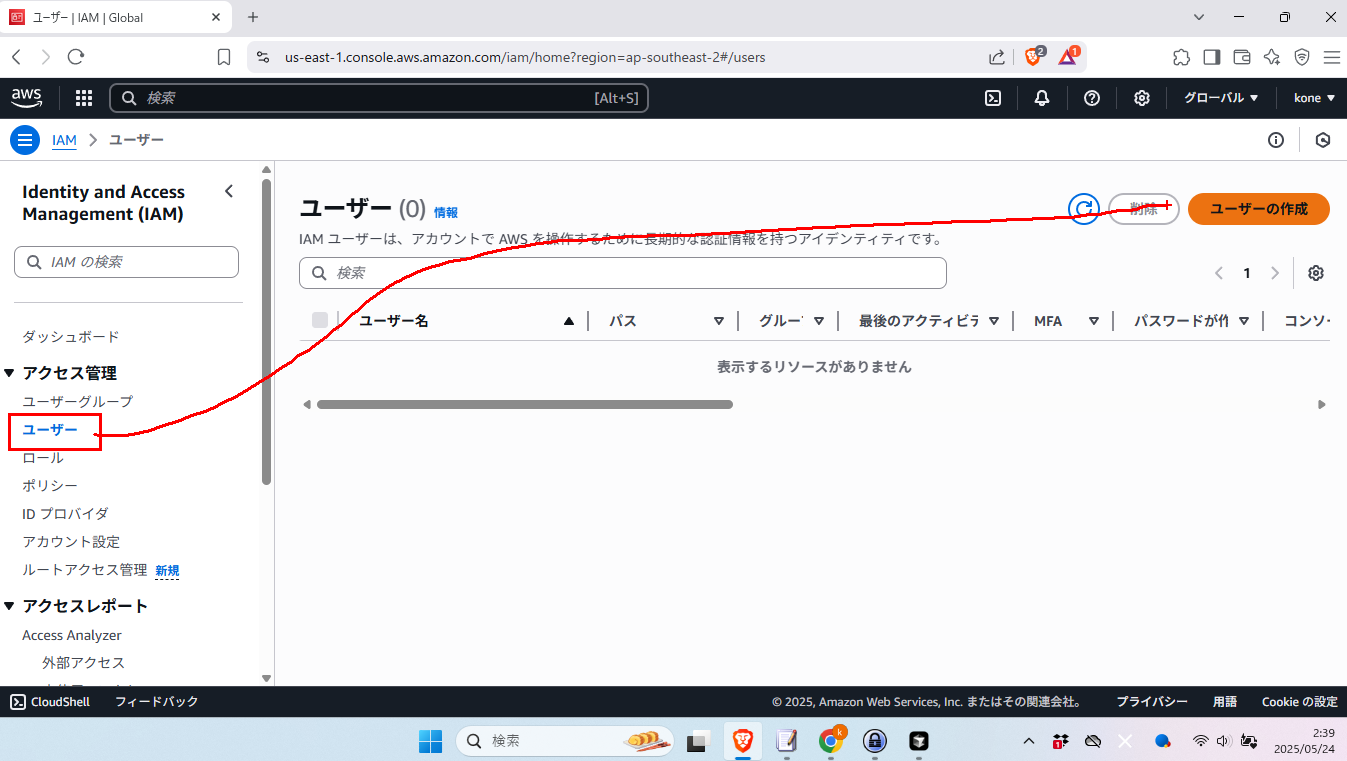 ユーザー | IAM | Global
us-east-1.console.aws.amazon.com/iam/home?region=ap-southeast-2#/users
2
1
aws
検索
[Alt+S]
グローバル
kone
IAM
ユーザー
Identity and Access
Management (IAM)
IAM の検索
ダッシュボード
アクセス管理
ユーザーグループ
ユーザー
ロール
ポリシー
ID プロバイダ
アカウント設定
ルートアクセス管理 新規
アクセスレポート
Access Analyzer
外部アクセス
ユーザー (0) 情報
削除
ユーザーの作成
IAM ユーザーは、アカウントで AWS を操作するために長期的な認証情報を持つアイデンティティです。
検索
1
ユーザー名
パス
グルー
最後のアクティビテ
MFA
パスワードが作
コンソー
表示するリソースがありません
CloudShell
フィードバック
© 2025, Amazon Web Services, Inc. またはその関連会社。
プライバシー
用語
Cookie の設定
検索
k
1
2:39
2025/05/24